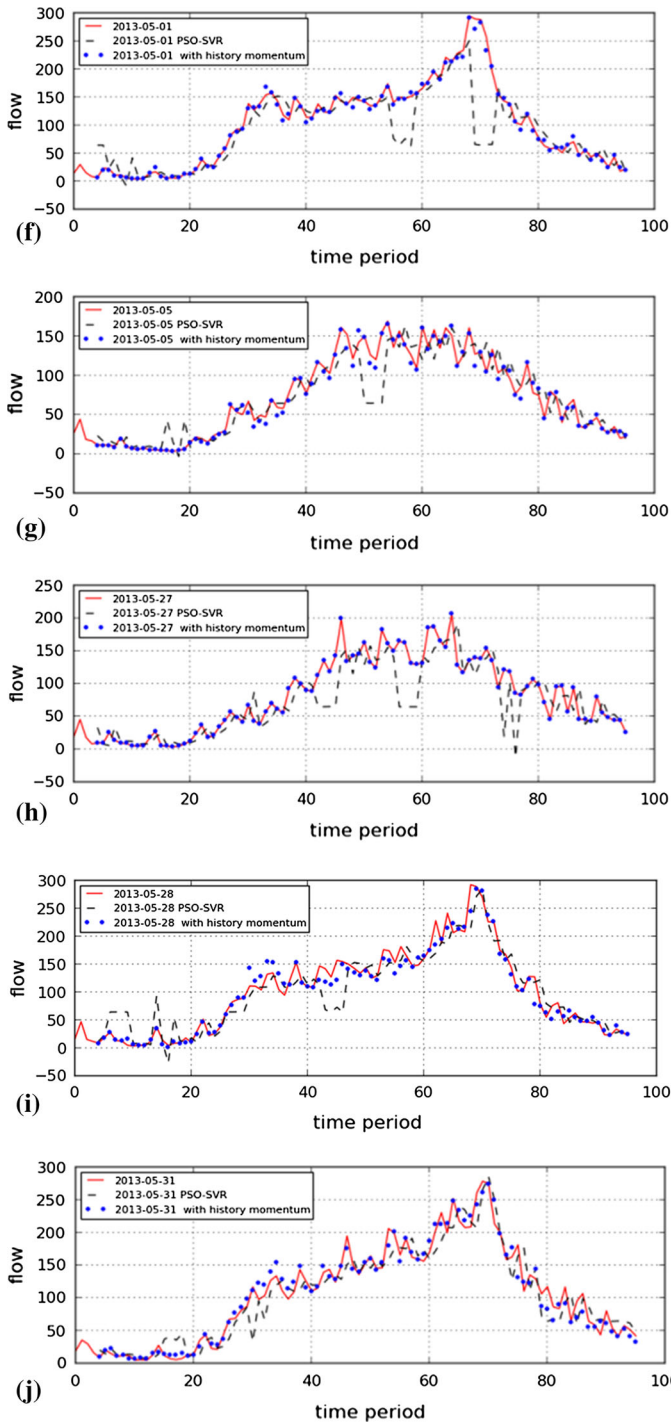 300
250
200
150
100
50
0
−50
flow
2013-05-01
2013-05-01 PSO-SVR
2013-05-01 with history momentum
0 20 40 60 80 100
time period
(f)
200
150
100
50
0
−50
flow
2013-05-05
2013-05-05 PSO-SVR
2013-05-05 with history momentum
0 20 40 60 80 100
time period
(g)
250
200
150
100
50
0
−50
flow
2013-05-27
2013-05-27 PSO-SVR
2013-05-27 with history momentum
0 20 40 60 80 100
time period
(h)
300
250
200
150
100
50
0
−50
flow
2013-05-28
2013-05-28 PSO-SVR
2013-05-28 with history momentum
0 20 40 60 80 100
time period
(i)
300
250
200
150
100
50
0
flow
2013-05-31
2013-05-31 PSO-SVR
2013-05-31 with history momentum
0 20 40 60 80 100
time period
(j)